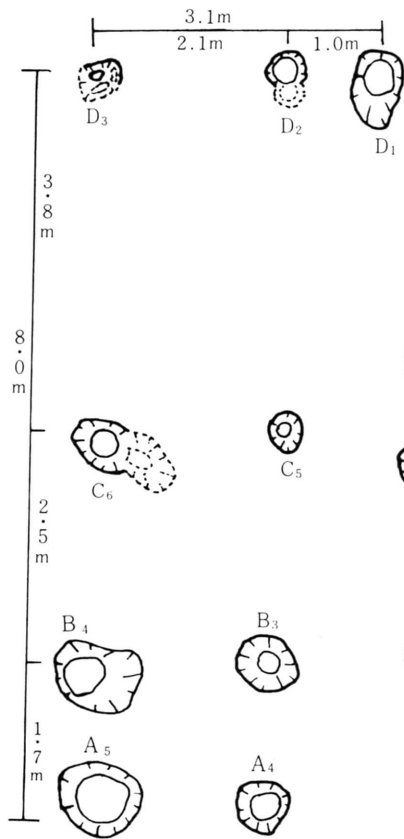 3.1m
2.1m 1.0m
D₃ D₂ D₁
3.8m
8.0m
C₆ C₅
2.5m
B₄ B₃
1.7m
A₅ A₄